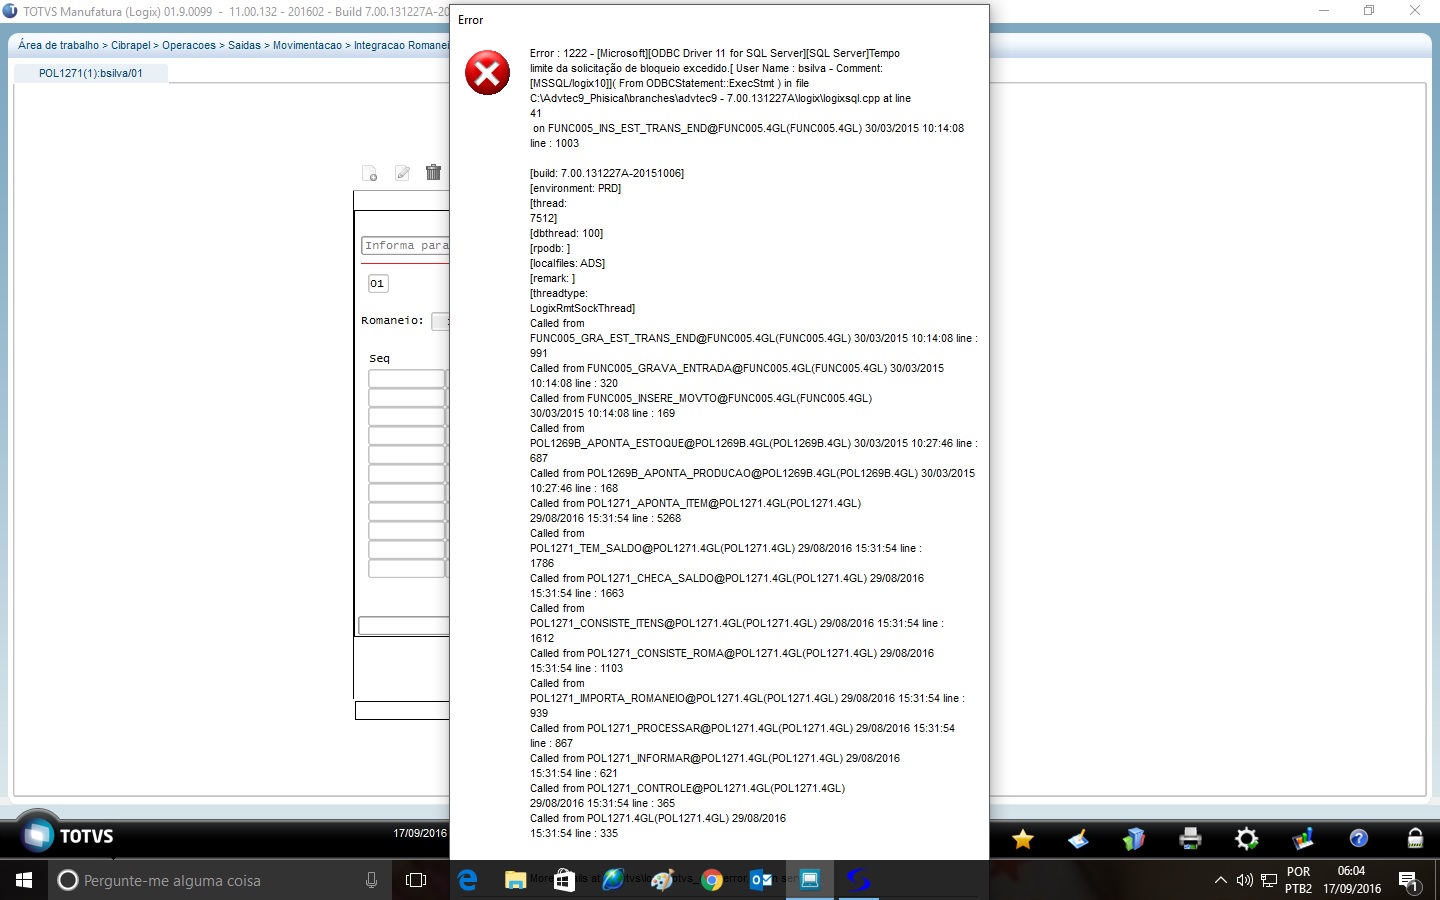 TOTVS Manufatura (Logix) 01.9.0099 - 11.00.132 - 201602 - Build 7.00.131227A-20
Área de trabalho > Cibrapel > Operacoes > Saidas > Movimentacao > Integracao Romanei
POL1271(1):bsilva/01
Informa para
01
Romaneio:
Seq
Error
Error : 1222 - [Microsoft][ODBC Driver 11 for SQL Server][SQL Server]Tempo
limite da solicitação de bloqueio excedido.[ User Name : bsilva - Comment:
[MSSQL/logix10]]( From ODBCStatement::ExecStmt ) in file
C:\Advtec9_Phisical\branches\advtec9 - 7.00.131227A\logix\logixsql.cpp at line
41
on FUNC005_INS_EST_TRANS_END@FUNC005.4GL(FUNC005.4GL) 30/03/2015 10:14:08
line : 1003
[build: 7.00.131227A-20151006]
[environment: PRD]
[thread:
7512]
[dbthread: 100]
[rpodb: ]
[localfiles: ADS]
[remark: ]
[threadtype:
LogixRmtSockThread]
Called from
FUNC005_GRA_EST_TRANS_END@FUNC005.4GL(FUNC005.4GL) 30/03/2015 10:14:08 line :
991
Called from FUNC005_GRAVA_ENTRADA@FUNC005.4GL(FUNC005.4GL) 30/03/2015
10:14:08 line : 320
Called from FUNC005_INSERE_MOVTO@FUNC005.4GL(FUNC005.4GL)
30/03/2015 10:14:08 line : 169
Called from
POL1269B_APONTA_ESTOQUE@POL1269B.4GL(POL1269B.4GL) 30/03/2015 10:27:46 line :
687
Called from POL1269B_APONTA_PRODUCAO@POL1269B.4GL(POL1269B.4GL) 30/03/2015
10:27:46 line : 168
Called from POL1271_APONTA_ITEM@POL1271.4GL(POL1271.4GL)
29/08/2016 15:31:54 line : 5268
Called from
POL1271_TEM_SALDO@POL1271.4GL(POL1271.4GL) 29/08/2016 15:31:54 line :
1786
Called from POL1271_CHECA_SALDO@POL1271.4GL(POL1271.4GL) 29/08/2016
15:31:54 line : 1663
Called from
POL1271_CONSISTE_ITENS@POL1271.4GL(POL1271.4GL) 29/08/2016 15:31:54 line :
1612
Called from POL1271_CONSISTE_ROMA@POL1271.4GL(POL1271.4GL) 29/08/2016
15:31:54 line : 1103
Called from
POL1271_IMPORTA_ROMANEIO@POL1271.4GL(POL1271.4GL) 29/08/2016 15:31:54 line :
939
Called from POL1271_PROCESSAR@POL1271.4GL(POL1271.4GL) 29/08/2016 15:31:54
line : 867
Called from POL1271_INFORMAR@POL1271.4GL(POL1271.4GL) 29/08/2016
15:31:54 line : 621
Called from POL1271_CONTROLE@POL1271.4GL(POL1271.4GL)
29/08/2016 15:31:54 line : 365
Called from POL1271.4GL(POL1271.4GL) 29/08/2016
15:31:54 line : 335
TOTVS
17/09/2016
Pergunte-me alguma coisa
POR
PTB2
06:04
17/09/2016
1